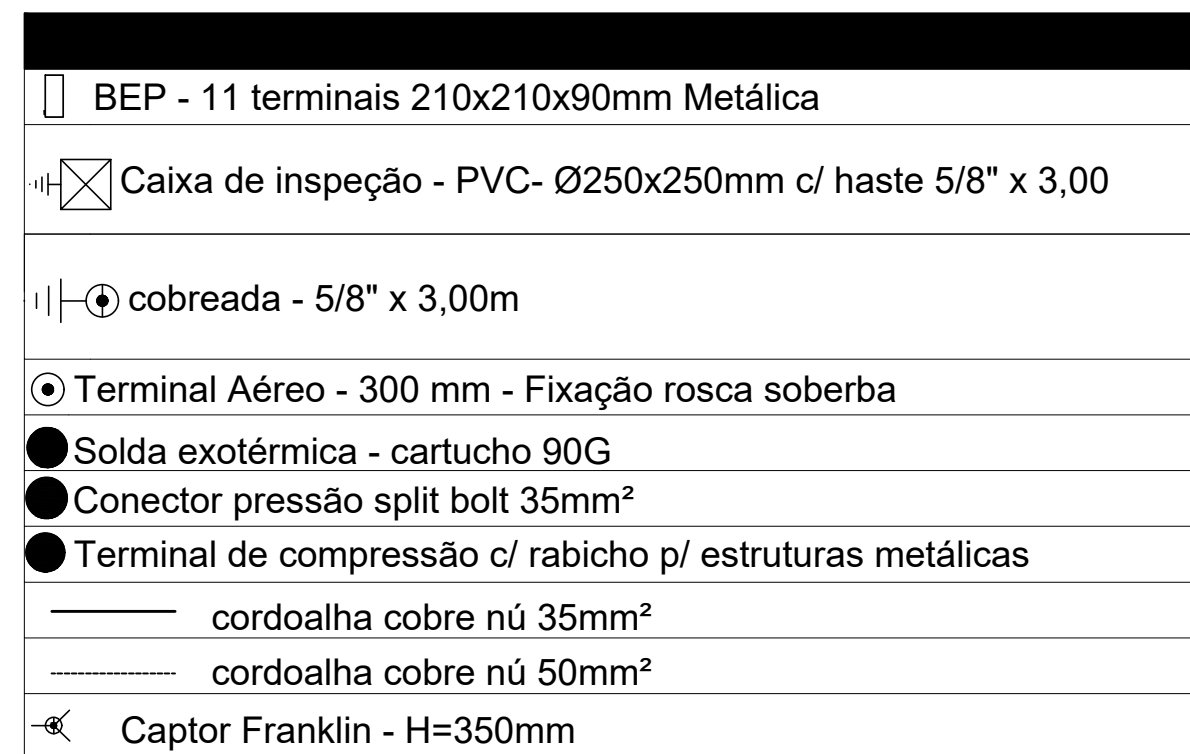 BEP - 11 terminais 210x210x90mm Metálica
Caixa de inspeção - PVC- Ø250x250mm c/ haste 5/8" x 3,00
cobreada - 5/8" x 3,00m
Terminal Aéreo - 300 mm - Fixação rosca soberba
Solda exotérmica - cartucho 90G
Conector pressão split bolt 35mm²
Terminal de compressão c/ rabicho p/ estruturas metálicas
cordoalha cobre nú 35mm²
cordoalha cobre nú 50mm²
Captor Franklin - H=350mm